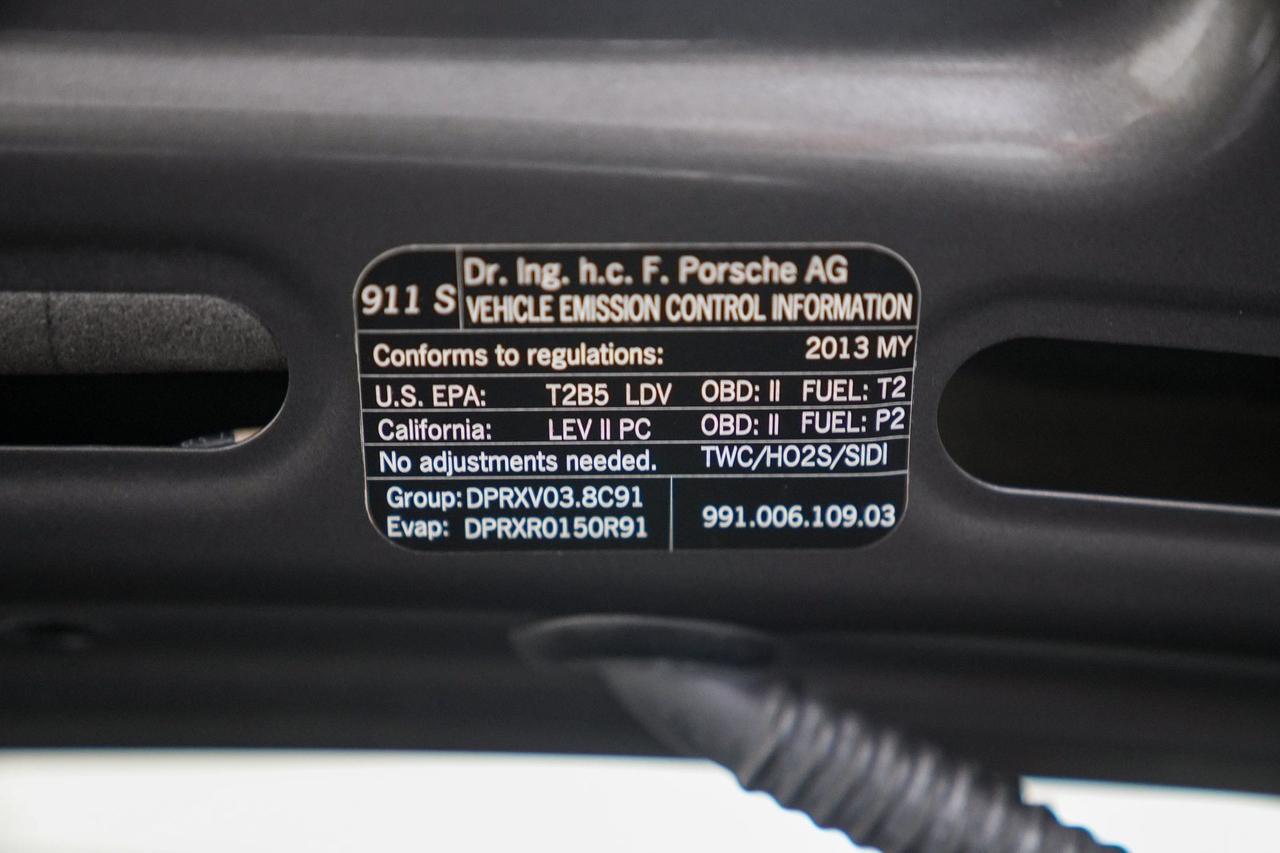 911 S
Dr. Ing. h.c. F. Porsche AG
VEHICLE EMISSION CONTROL INFORMATION
Conforms to regulations: 2013 MY
U.S. EPA: T2B5 LDV OBD: II FUEL: T2
California: LEV II PC OBD: II FUEL: P2
No adjustments needed. TWC/HO2S/SIDI
Group: DPRXV03.8C91
Evap: DPRXR0150R91
991.006.109.03